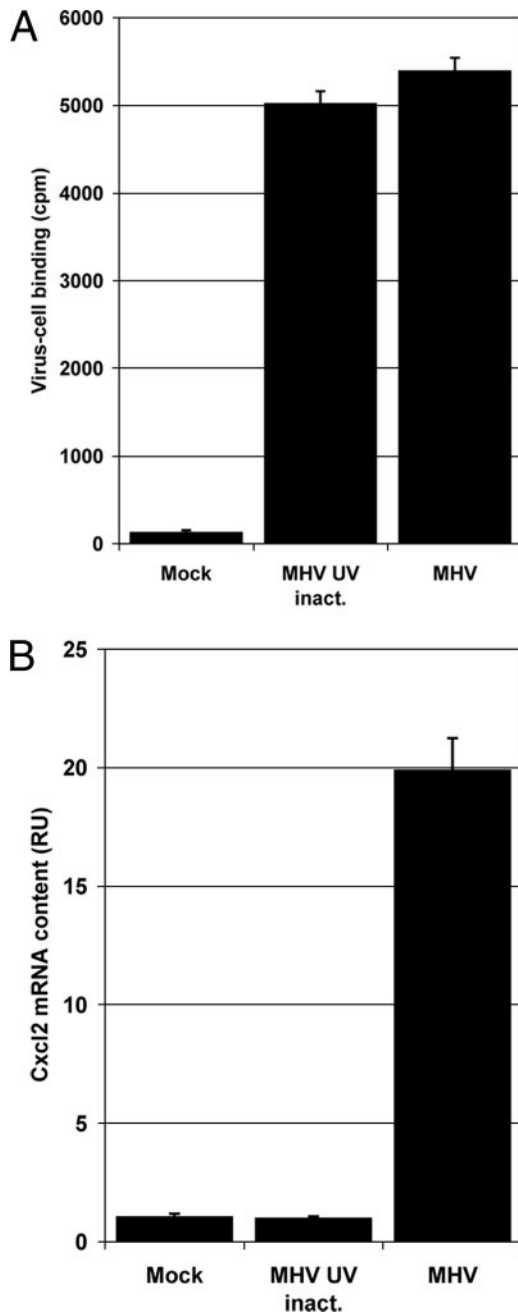 A
Virus-cell binding (cpm)
6000
5000
4000
3000
2000
1000
0
Mock
MHV UV
inact.
MHV
B
Cxcl2 mRNA content (RU)
25
20
15
10
5
0
Mock
MHV UV
inact.
MHV